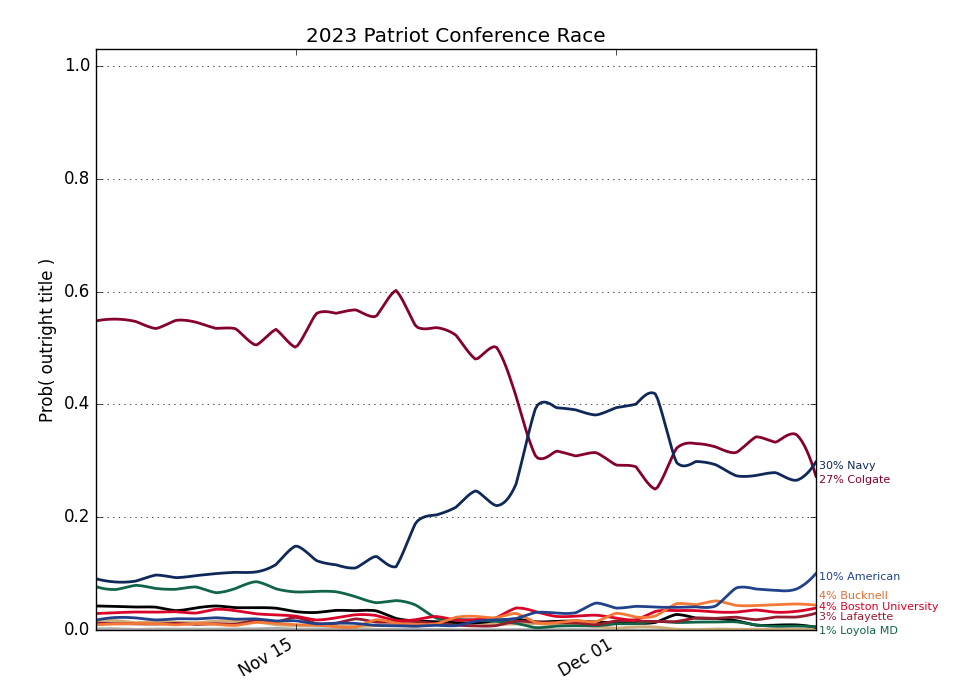 2023 Patriot Conference Race
Prob( outright title )
1.0
0.8
0.6
0.4
0.2
0.0
Nov 15
Dec 01
30% Navy
27% Colgate
10% American
4% Bucknell
4% Boston University
3% Lafayette
1% Loyola MD